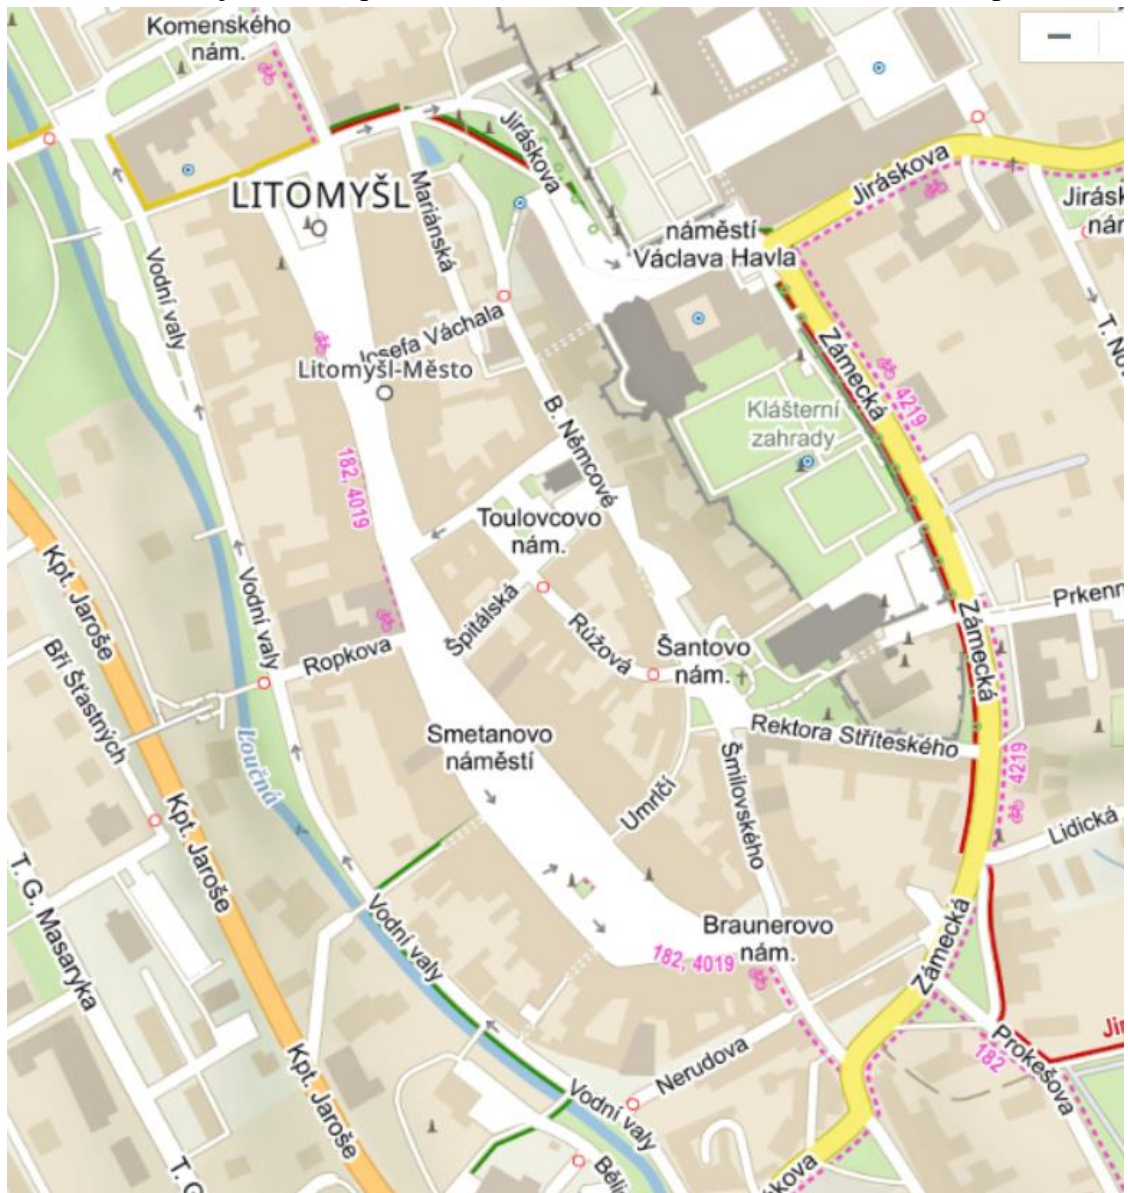 Komenského
nám.
LITOMYŠL
Mariánská
Jiráskova
Jiráskova
náměstí
Václava Havla
Vodní valy
Josefa Váchala
Litomyšl-Město
Zámecká
4219
Klášterní
zahrady
B. Němcové
182, 4019
Toulovcovo
nám.
Kpt. Jaroše
Vodní valy
Špitálská
Růžová
Ropkova
Šantovo
nám.
Zámecká
Bří Šťastných
Smetanovo
náměstí
Rektora Stříteského
Loučná
Šmilovského
4219
Umrlčí
Lidická
Kpt. Jaroše
T. G. Masaryka
Vodní valy
Braunerovo
nám.
182, 4019
Zámecká
Nerudova
Prokešova
182
Kpt. Jaroše
Vodní valy